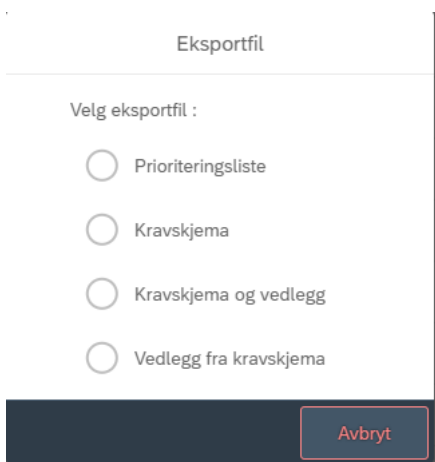 Eksportfil
Velg eksportfil :
Prioriteringsliste
Kravskjema
Kravskjema og vedlegg
Vedlegg fra kravskjema
Avbryt